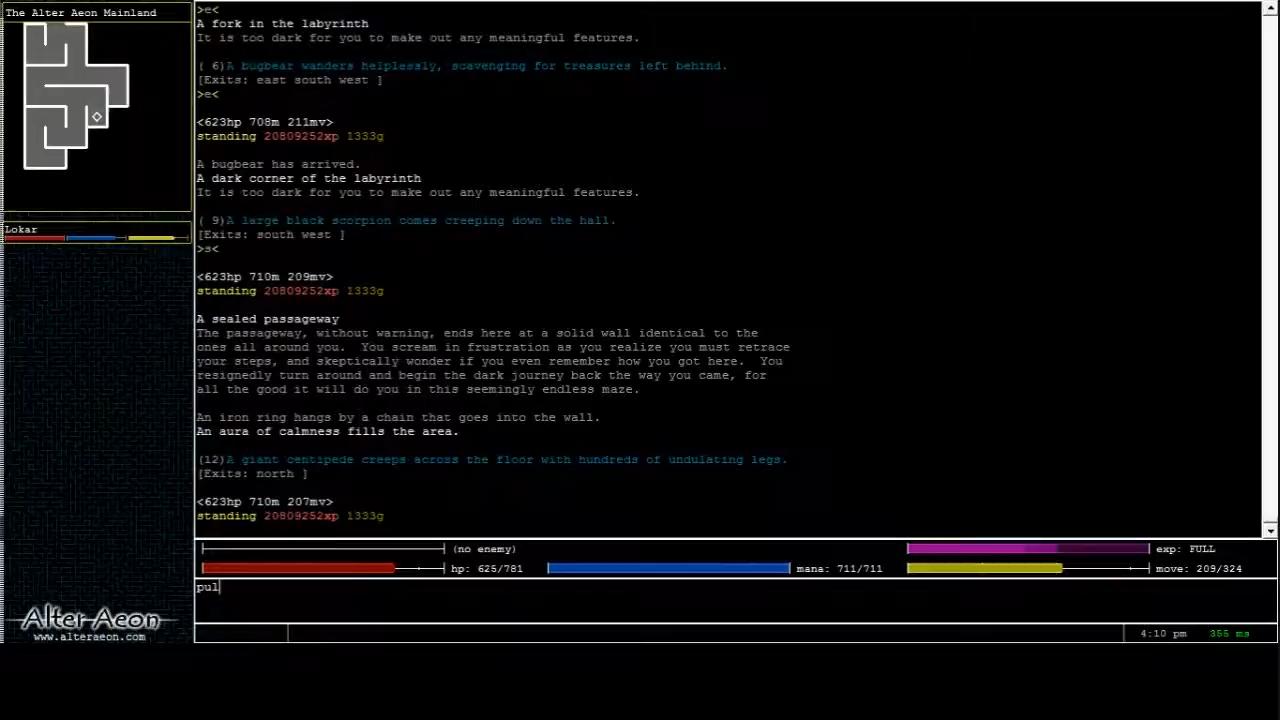 The Alter Aeon Mainland
Lokar
>e<
A fork in the labyrinth
It is too dark for you to make out any meaningful features.
( 6)A bugbear wanders helplessly, scavenging for treasures left behind.
[Exits: east south west ]
>e<
<623hp 708m 211mv>
standing 20809252xp 1333g
A bugbear has arrived.
A dark corner of the labyrinth
It is too dark for you to make out any meaningful features.
( 9)A large black scorpion comes creeping down the hall.
[Exits: south west ]
>s<
<623hp 710m 209mv>
standing 20809252xp 1333g
A sealed passageway
The passageway, without warning, ends here at a solid wall identical to the
ones all around you.  You scream in frustration as you realize you must retrace
your steps, and skeptically wonder if you even remember how you got here.  You
resignedly turn around and begin the dark journey back the way you came, for
all the good it will do you in this seemingly endless maze.
An iron ring hangs by a chain that goes into the wall.
An aura of calmness fills the area.
(12)A giant centipede creeps across the floor with hundreds of undulating legs.
[Exits: north ]
<623hp 710m 207mv>
standing 20809252xp 1333g
(no enemy) exp: FULL
hp: 625/781 mana: 711/711 move: 209/324
pul
Alter Aeon
www.alteraeon.com
4:10 pm 355 ms